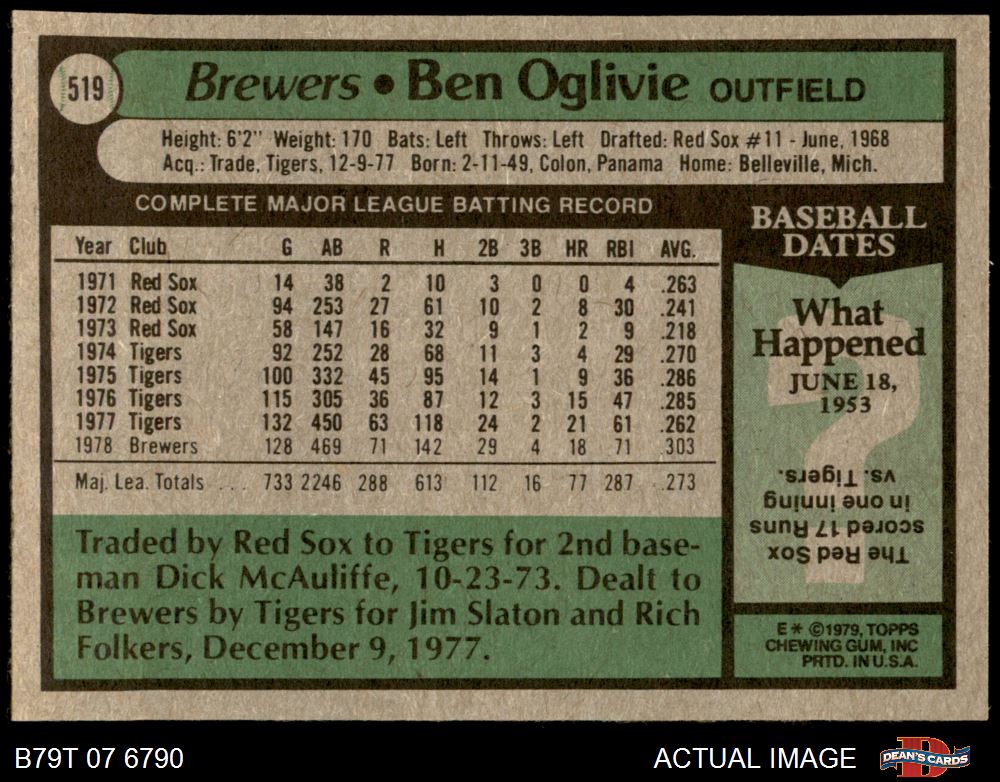 519
Brewers • Ben Oglivie OUTFIELD
Height: 6'2" Weight: 170 Bats: Left Throws: Left Drafted: Red Sox #11 - June, 1968
Acq.: Trade, Tigers, 12-9-77 Born: 2-11-49, Colon, Panama Home: Belleville, Mich.
COMPLETE MAJOR LEAGUE BATTING RECORD
Year Club G AB R H 2B 3B HR RBI AVG.
1971 Red Sox 14 38 2 10 3 0 0 4 .263
1972 Red Sox 94 253 27 61 10 2 8 30 .241
1973 Red Sox 58 147 16 32 9 1 2 9 .218
1974 Tigers 92 252 28 68 11 3 4 29 .270
1975 Tigers 100 332 45 95 14 1 9 36 .286
1976 Tigers 115 305 36 87 12 3 15 47 .285
1977 Tigers 132 450 63 118 24 2 21 61 .262
1978 Brewers 128 469 71 142 29 4 18 71 .303
Maj. Lea. Totals ... 733 2246 288 613 112 16 77 287 .273
Traded by Red Sox to Tigers for 2nd base-
man Dick McAuliffe, 10-23-73. Dealt to
Brewers by Tigers for Jim Slaton and Rich
Folkers, December 9, 1977.
BASEBALL
DATES
What
Happened
JUNE 18,
1953
?
The Red Sox
scored 17 Runs
in one inning
vs. Tigers.
E* ©1979, TOPPS
CHEWING GUM, INC
PRTD. IN U.S.A.
B79T 07 6790
ACTUAL IMAGE
D
DEAN'S CARDS